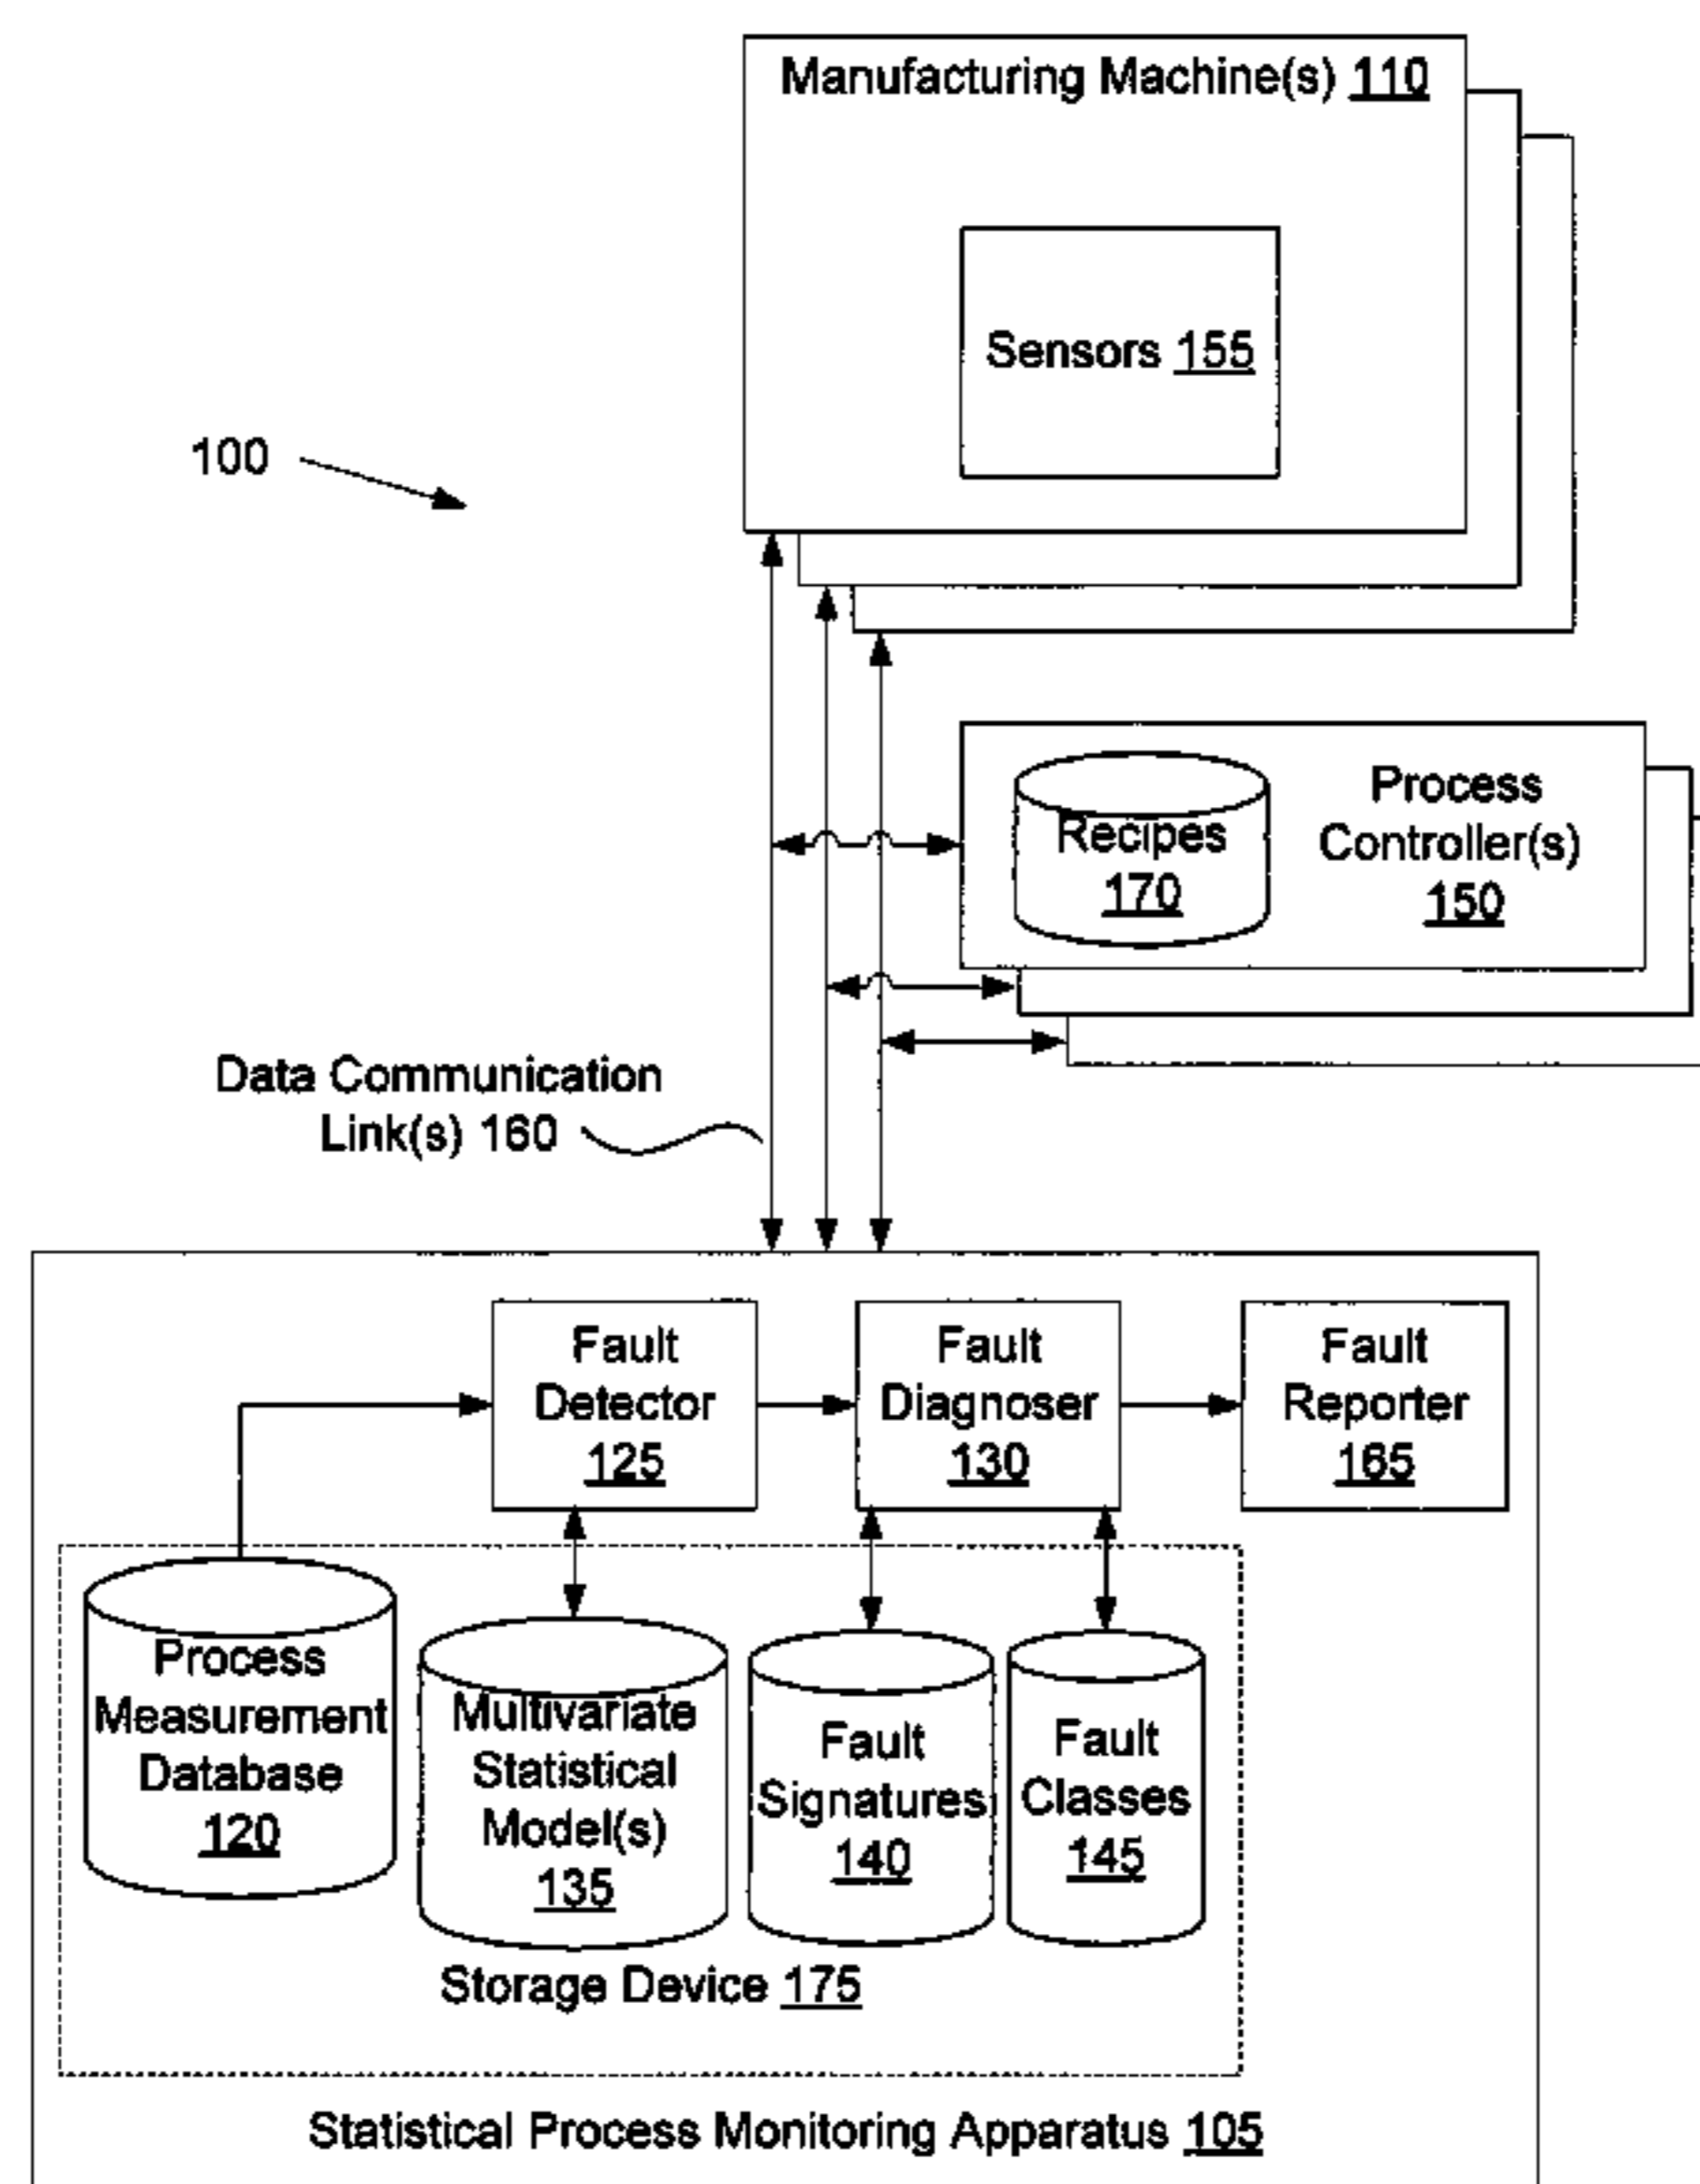 Manufacturing Machine(s) 110
Sensors 155
100
Recipes
170
Process
Controller(s)
150
Data Communication
Link(s) 160
Fault
Detector
125
Fault
Diagnoser
130
Fault
Reporter
165
Process
Measurement
Database
120
Multivariate
Statistical
Model(s)
135
Fault
Signatures
140
Fault
Classes
145
Storage Device 175
Statistical Process Monitoring Apparatus 105